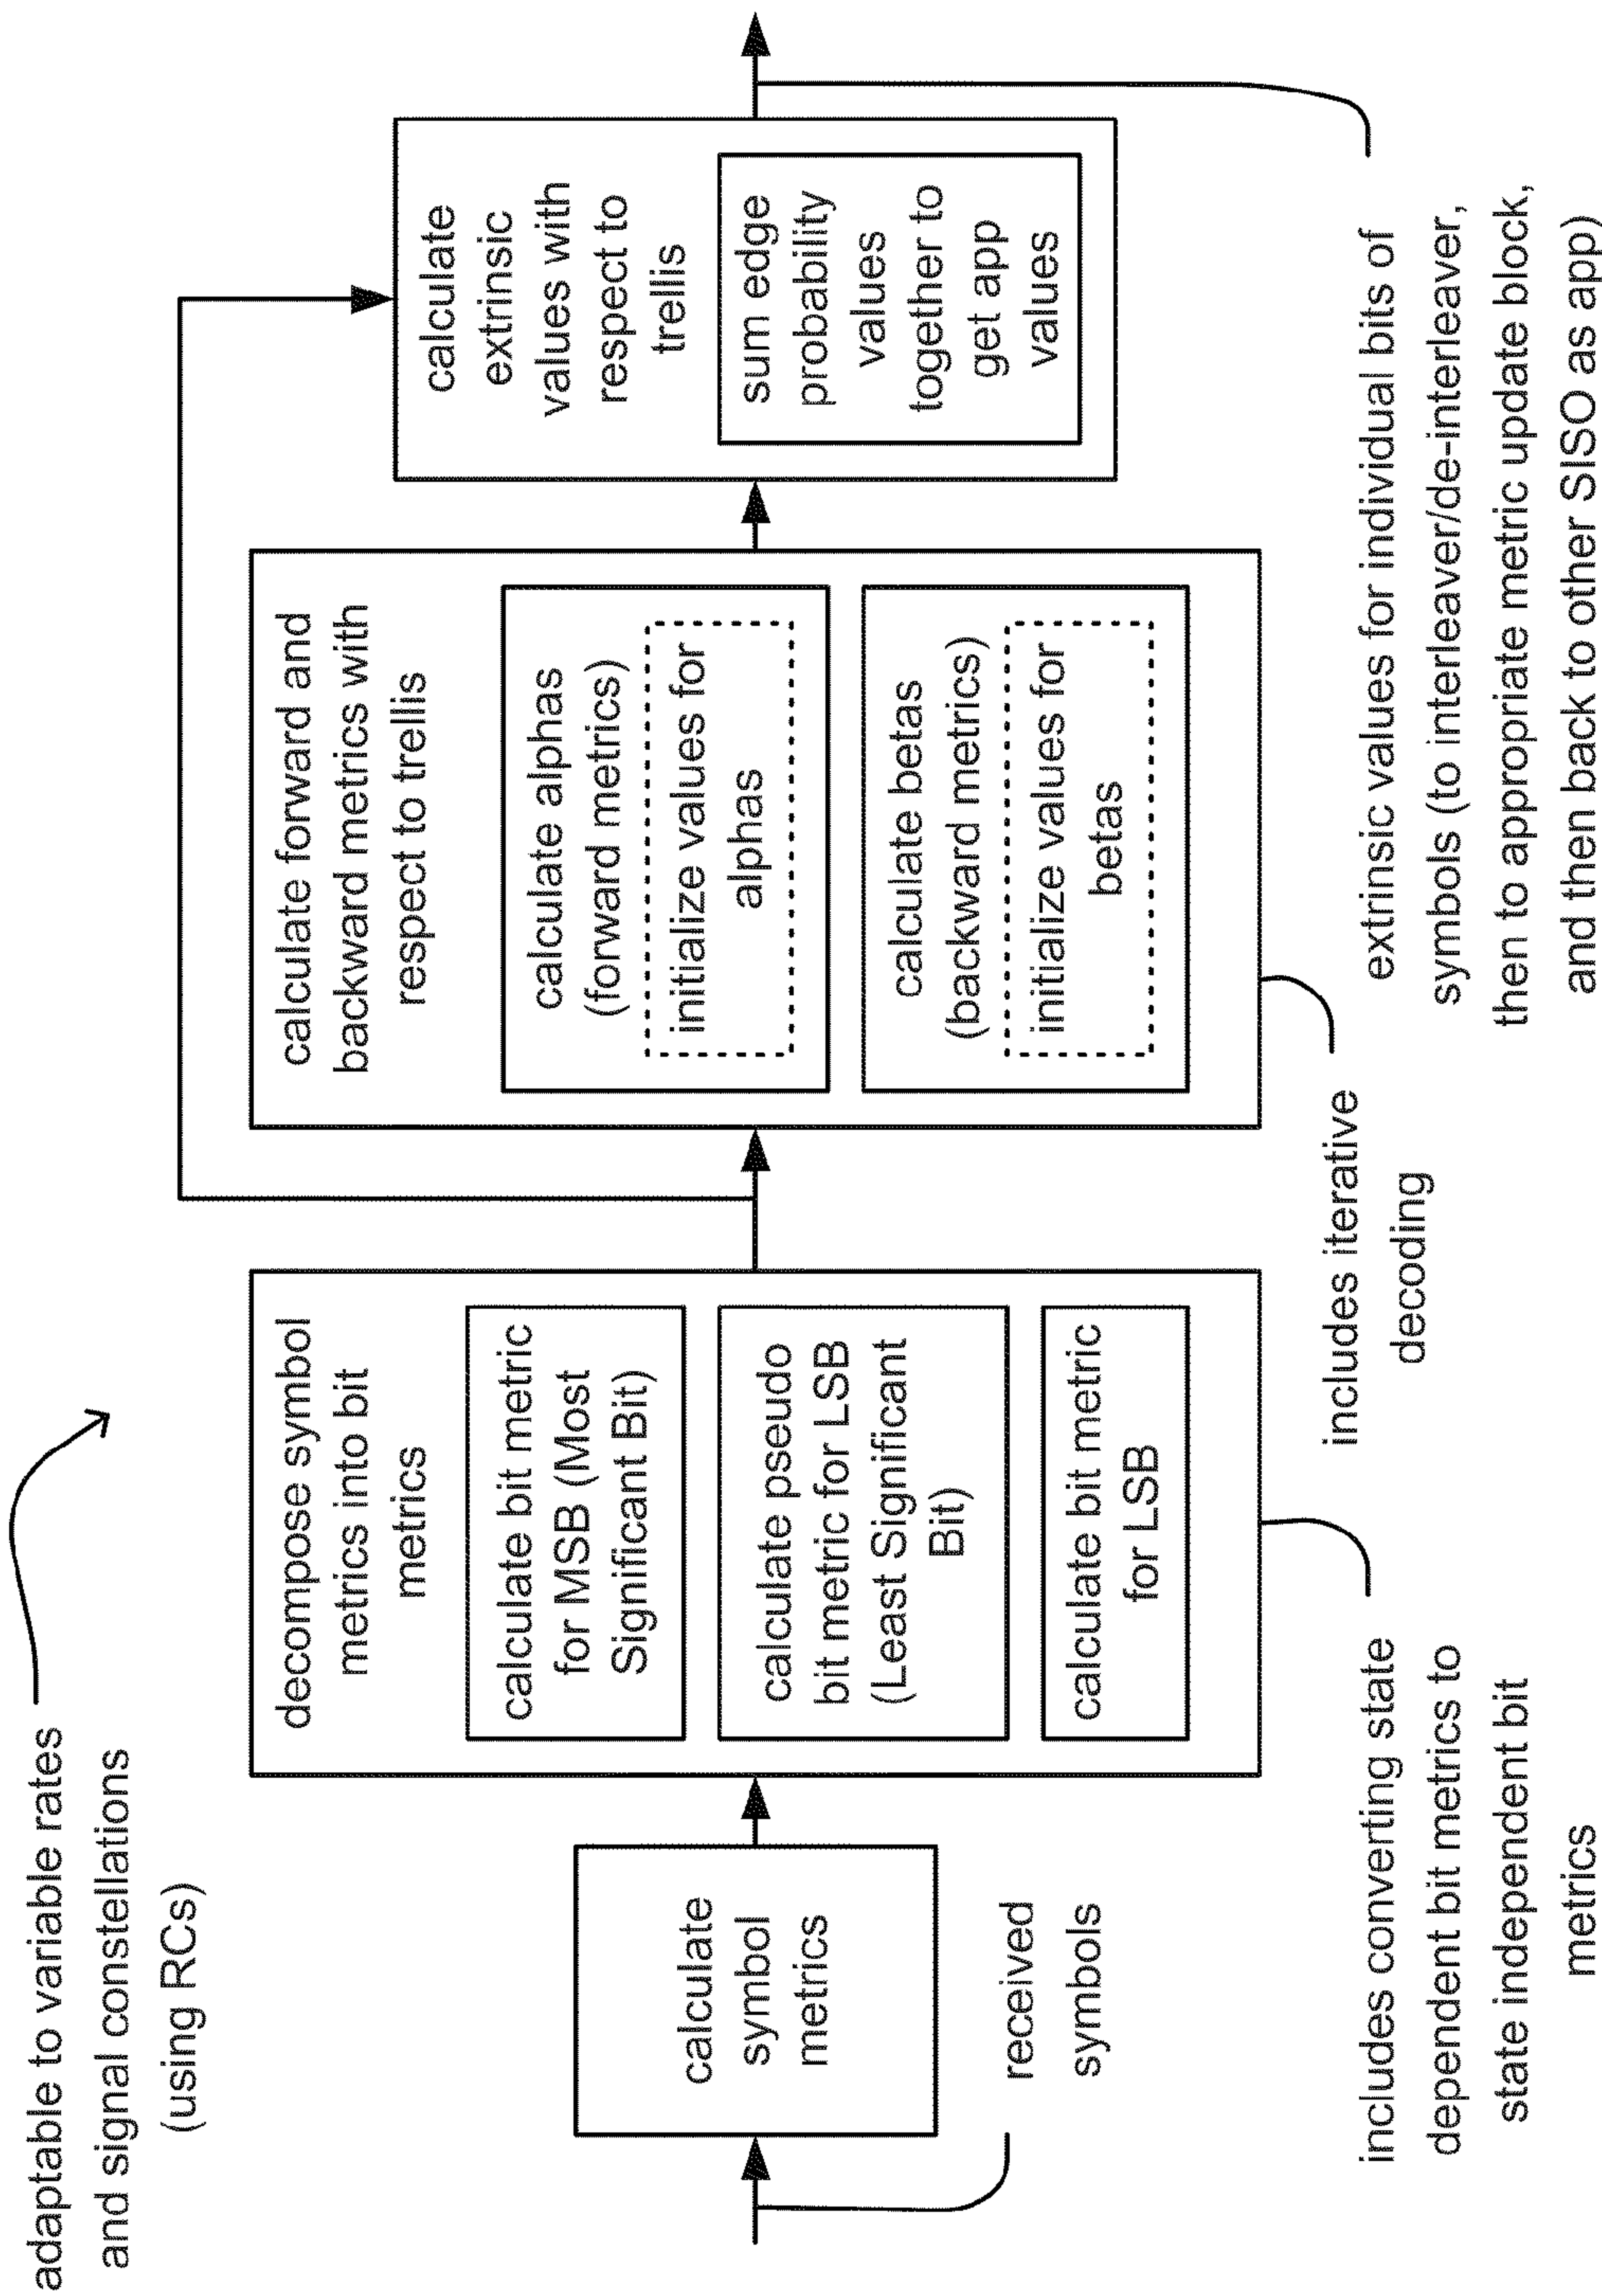 adaptable to variable rates
and signal constellations
(using RCs)
received
symbols
calculate
symbol
metrics
decompose symbol
metrics into bit
metrics
calculate bit metric
for MSB (Most
Significant Bit)
calculate pseudo
bit metric for LSB
(Least Significant
Bit)
calculate bit metric
for LSB
includes converting state
dependent bit metrics to
state independent bit
metrics
calculate forward and
backward metrics with
respect to trellis
calculate alphas
(forward metrics)
initialize values for
alphas
calculate betas
(backward metrics)
initialize values for
betas
includes iterative
decoding
calculate
extrinsic
values with
respect to
trellis
sum edge
probability
values
together to
get app
values
extrinsic values for individual bits of
symbols (to interleaver/de-interleaver,
then to appropriate metric update block,
and then back to other SISO as app)